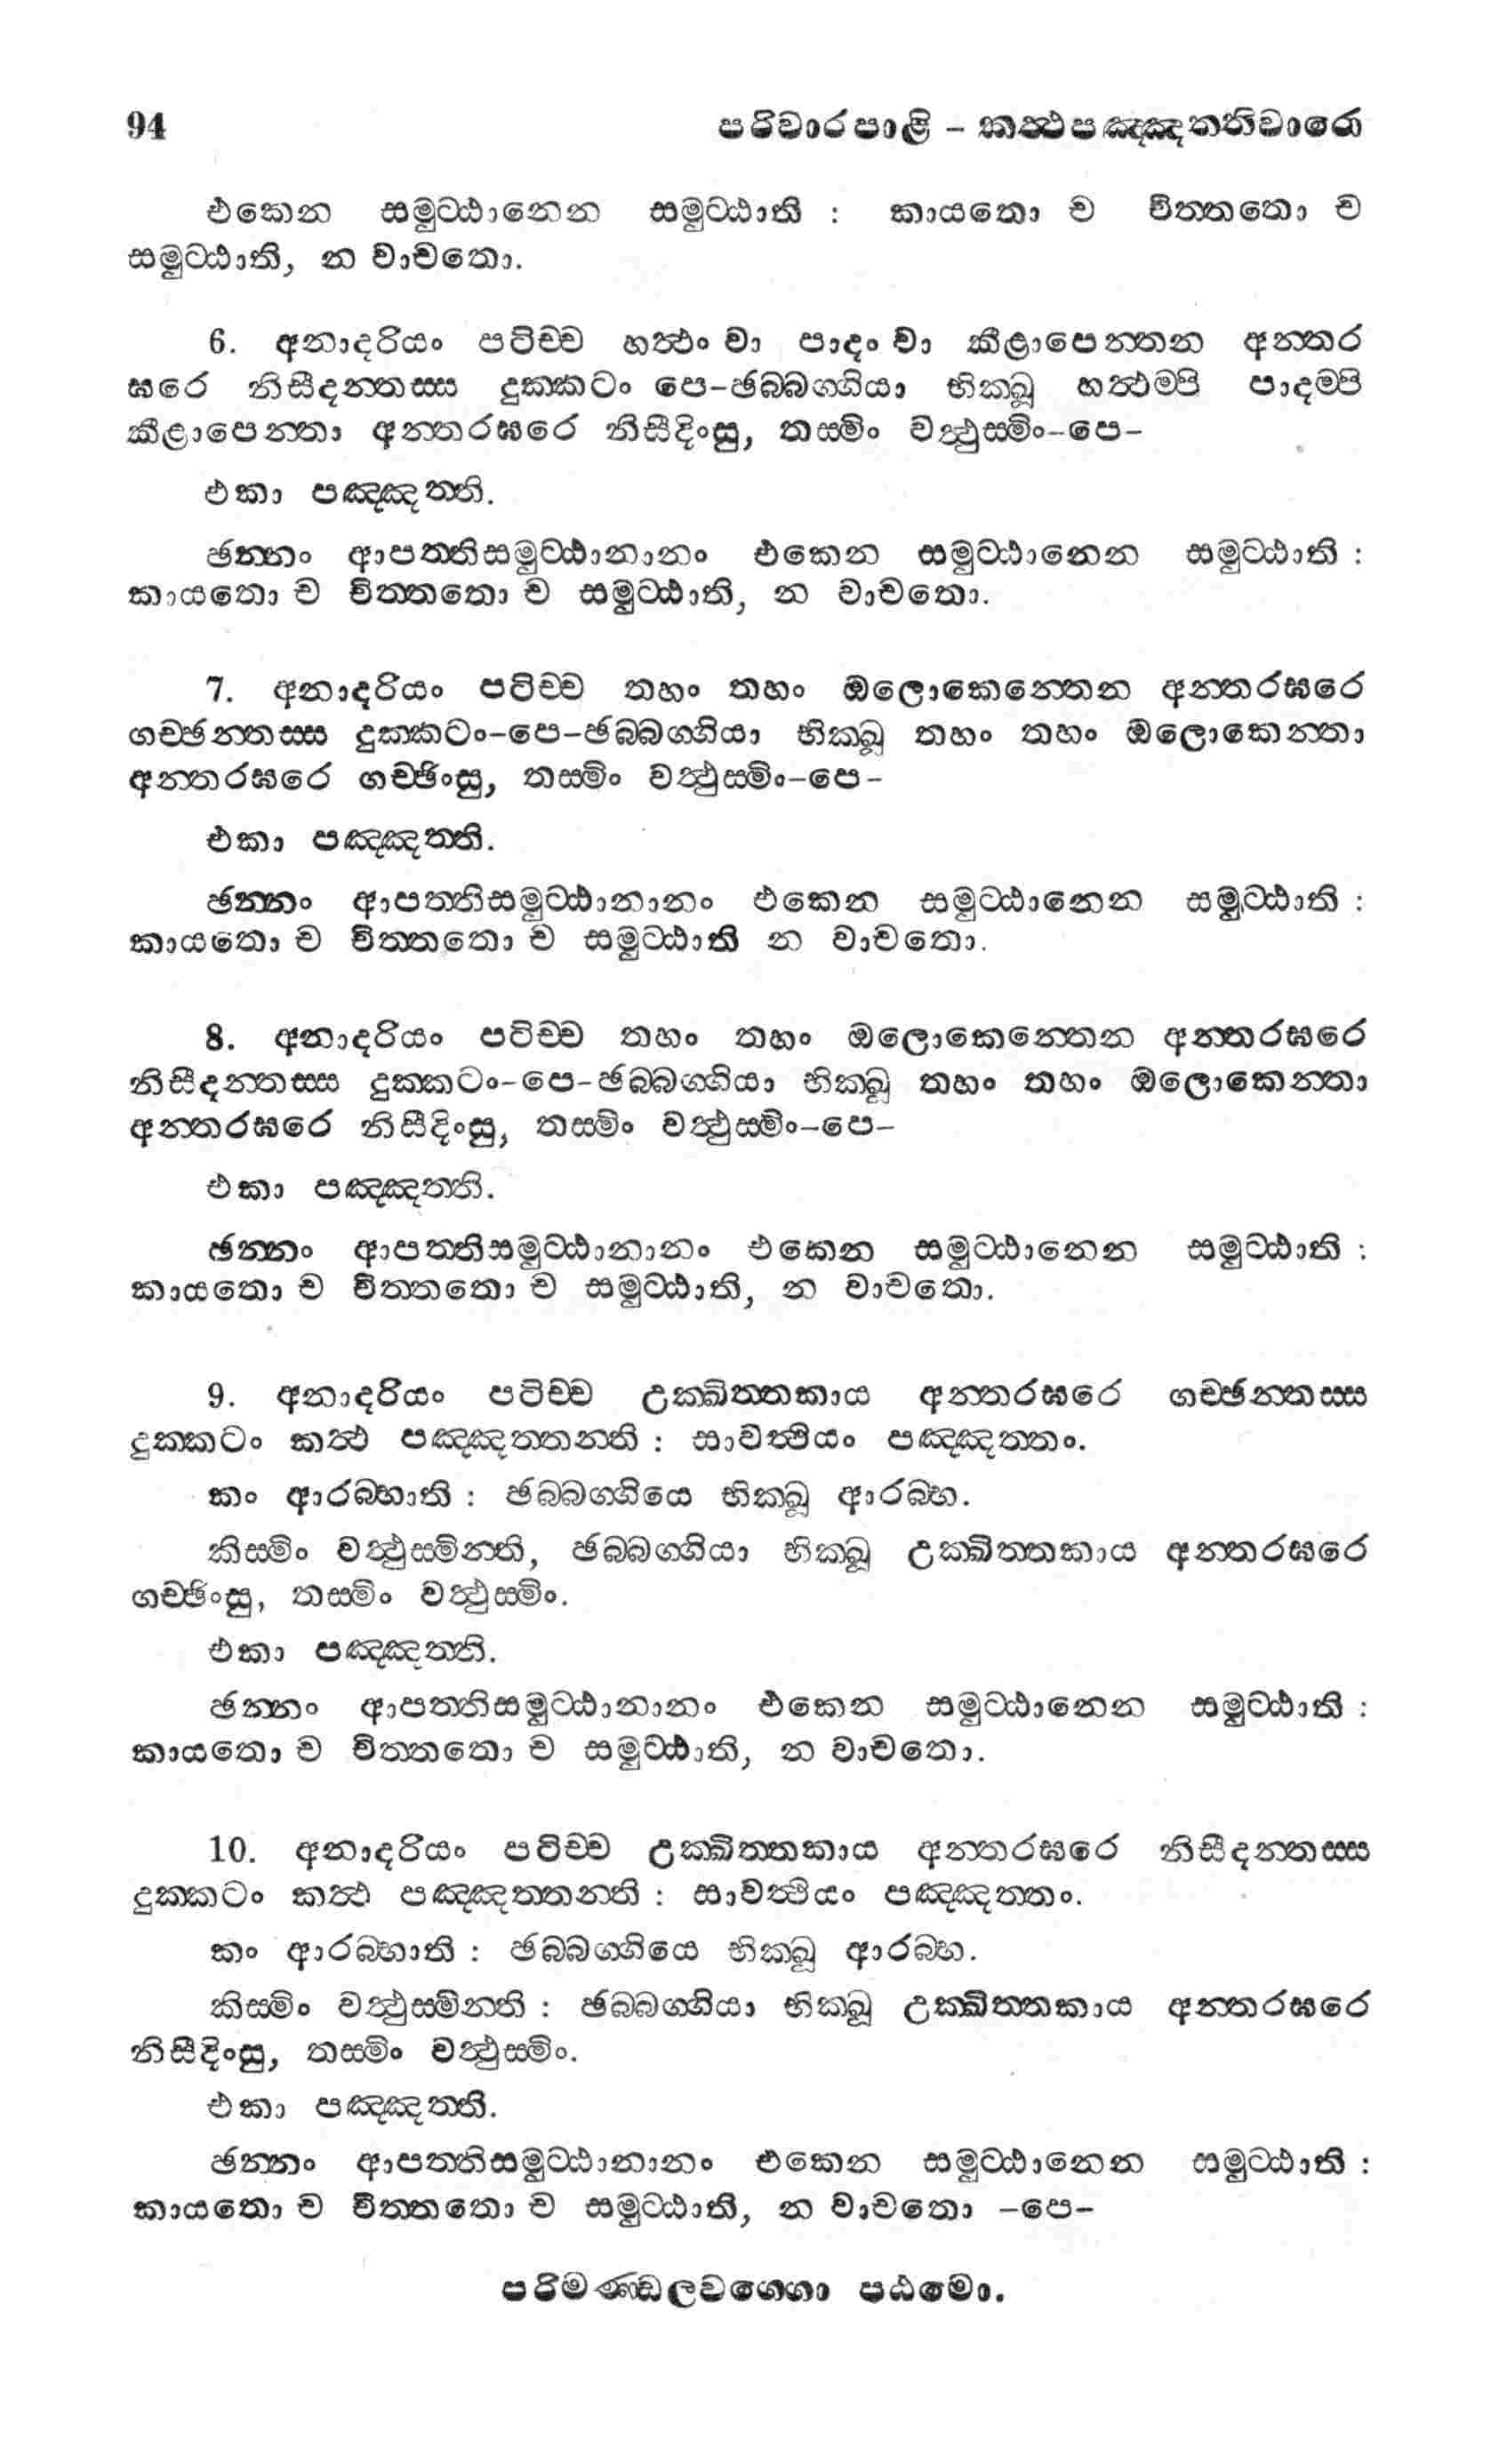 94 පරිවාරපාළි – කත්‍ථපඤ්ඤත්තිවාරො
එකෙන සමුට්ඨානෙන සමුට්ඨාති : කායතො ච චිත්තතො ච
සමුට්ඨාති, න වාචතො.
6. අනාදරියං පටිච්ච හත්‍ථං වා පාදං වා කීළාපෙන්තන අන්තර
ඝරෙ නිසීදන්තස්ස දුක්කටං පෙ-ඡබ්බග්ගියා භික්ඛූ හත්‍ථම්පි පාදම්පි
කීළාපෙන්තා අන්තරඝරෙ නිසීදිංසු, තස්මිං වත්‍ථුස්මිං-පෙ-
එකා පඤ්ඤත්ති.
ඡන්නං ආපත්තිසමුට්ඨානානං එකෙන සමුට්ඨානෙන සමුට්ඨාති :
කායතො ච චිත්තතො ච සමුට්ඨාති, න වාචතො.
7. අනාදරියං පටිච්ච තහං තහං ඔලොකෙන්තෙන අන්තරඝරෙ
ගච්ඡන්තස්ස දුක්කටං-පෙ-ඡබ්බග්ගියා භික්ඛූ තහං තහං ඔලොකෙන්තා
අන්තරඝරෙ ගච්ඡිංසු, තස්මිං වත්‍ථුස්මිං-පෙ-
එකා පඤ්ඤත්ති.
ඡන්නං ආපත්තිසමුට්ඨානානං එකෙන සමුට්ඨානෙන සමුට්ඨාති :
කායතො ච චිත්තතො ච සමුට්ඨාති න වාචතො.
8. අනාදරියං පටිච්ච තහං තහං ඔලොකෙන්තෙන අන්තරඝරෙ
නිසීදන්තස්ස දුක්කටං-පෙ-ඡබ්බග්ගියා භික්ඛූ තහං තහං ඔලොකෙන්තා
අන්තරඝරෙ නිසීදිංසු, තස්මිං වත්‍ථුස්මිං-පෙ-
එකා පඤ්ඤත්ති.
ඡන්නං ආපත්තිසමුට්ඨානානං එකෙන සමුට්ඨානෙන සමුට්ඨාති :
කායතො ච චිත්තතො ච සමුට්ඨාති, න වාචතො.
9. අනාදරියං පටිච්ච උක්ඛිත්තකාය අන්තරඝරෙ ගච්ඡන්තස්ස
දුක්කටං කත්‍ථ පඤ්ඤත්තන්ති : සාවත්‍ථියං පඤ්ඤත්තං.
කං ආරබ්භාති : ඡබ්බග්ගියෙ භික්ඛූ ආරබ්භ.
කිස්මිං වත්‍ථුස්මින්ති, ඡබ්බග්ගියා භික්ඛූ උක්ඛිත්තකාය අන්තරඝරෙ
ගච්ඡිංසු, තස්මිං වත්‍ථුස්මිං.
එකා පඤ්ඤත්ති.
ඡන්නං ආපත්තිසමුට්ඨානානං එකෙන සමුට්ඨානෙන සමුට්ඨාති :
කායතො ච චිත්තතො ච සමුට්ඨාති, න වාචතො.
10. අනාදරියං පටිච්ච උක්ඛිත්තකාය අන්තරඝරෙ නිසීදන්තස්ස
දුක්කටං කත්‍ථ පඤ්ඤත්තන්ති : සාවත්‍ථියං පඤ්ඤත්තං.
කං ආරබ්භාති : ඡබ්බග්ගියෙ භික්ඛූ ආරබ්භ.
කිස්මිං වත්‍ථුස්මින්ති : ඡබ්බග්ගියා භික්ඛූ උක්ඛිත්තකාය අන්තරඝරෙ
නිසීදිංසු, තස්මිං වත්‍ථුස්මිං.
එකා පඤ්ඤත්ති.
ඡන්නං ආපත්තිසමුට්ඨානානං එකෙන සමුට්ඨානෙන සමුට්ඨාති :
කායතො ච චිත්තතො ච සමුට්ඨාති, න වාචතො -පෙ-
පරිමණ්ඩලවග්ගො පඨමො.